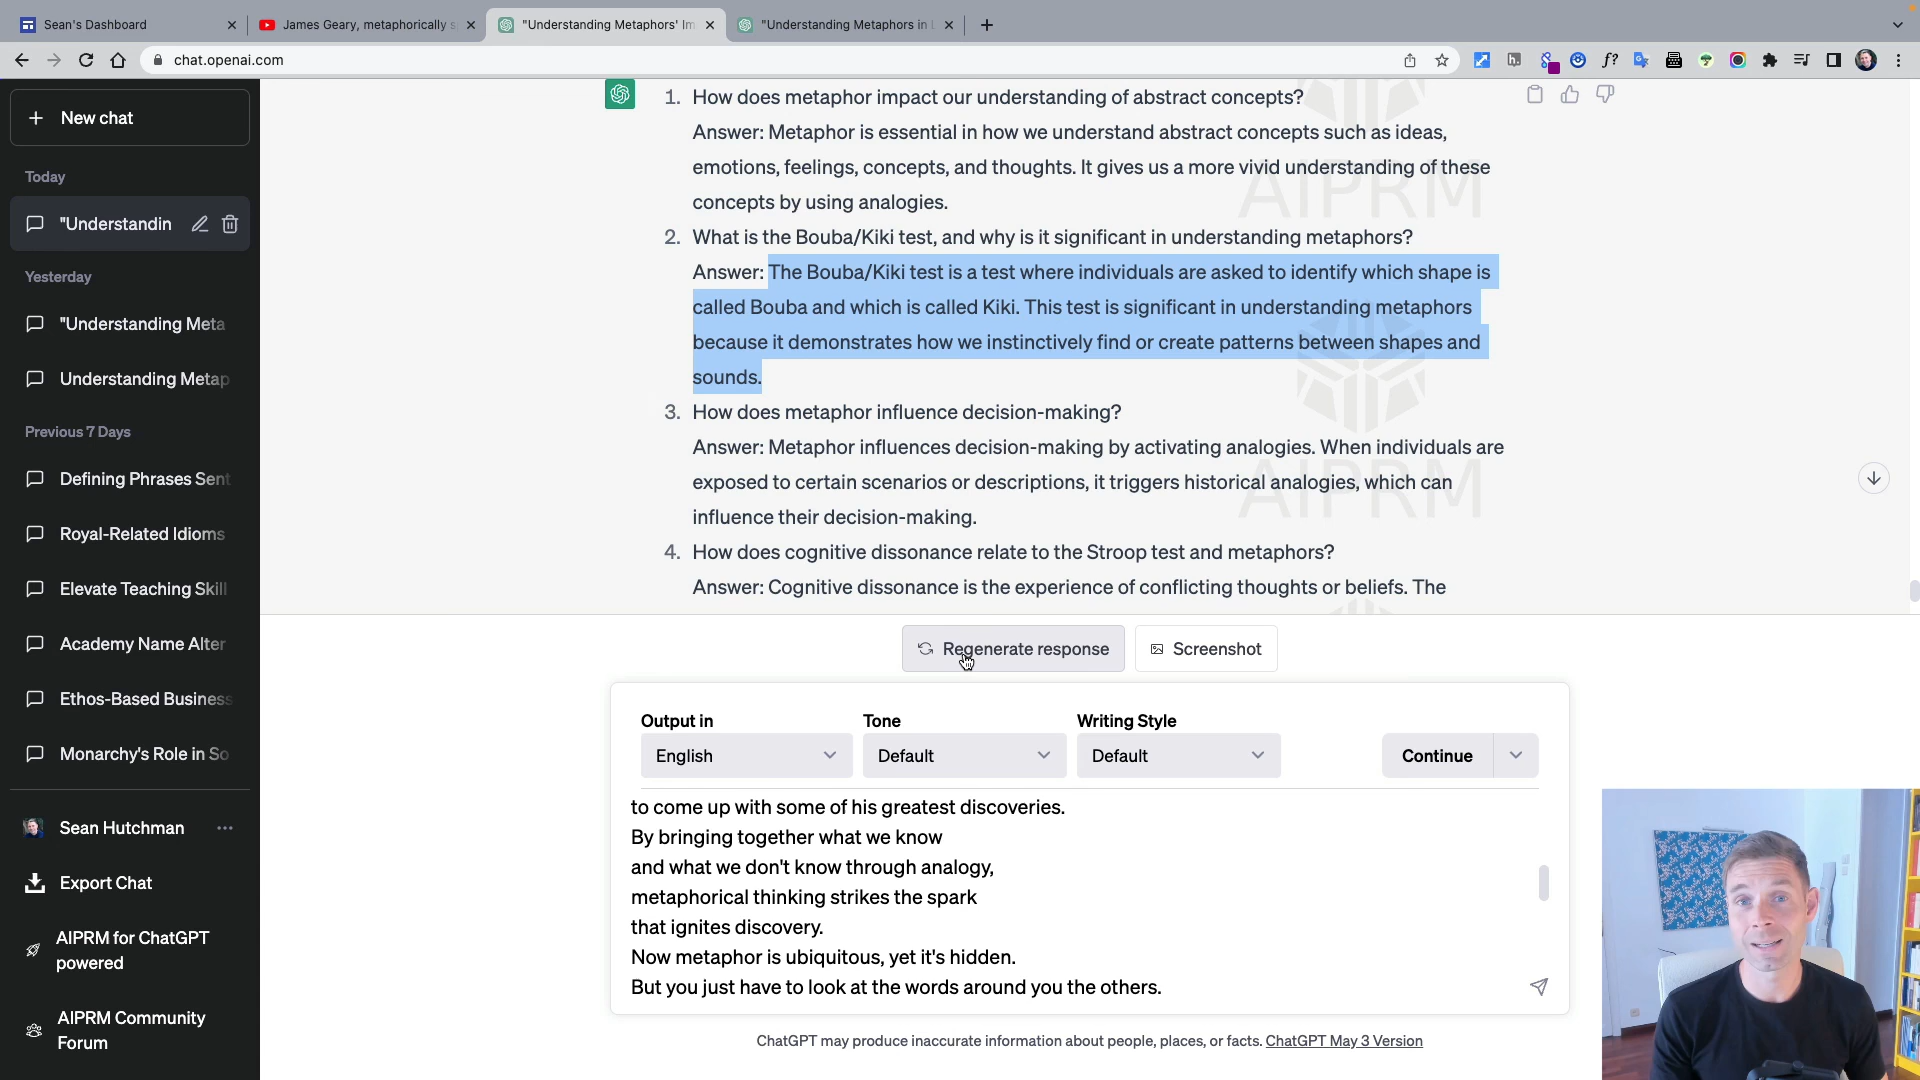 Sean's Dashboard
James Geary, metaphorically s
"Understanding Metaphors' Im
"Understanding Metaphors in L
chat.openai.com
New chat
Today
"Understandin
Yesterday
"Understanding Meta
Understanding Metap
Previous 7 Days
Defining Phrases Sent
Royal-Related Idioms
Elevate Teaching Skill
Academy Name Alter
Ethos-Based Business
Monarchy's Role in So
Sean Hutchman
Export Chat
AIPRM for ChatGPT
powered
AIPRM Community
Forum
1. How does metaphor impact our understanding of abstract concepts?
Answer: Metaphor is essential in how we understand abstract concepts such as ideas,
emotions, feelings, concepts, and thoughts. It gives us a more vivid understanding of these
concepts by using analogies.
2. What is the Bouba/Kiki test, and why is it significant in understanding metaphors?
Answer: The Bouba/Kiki test is a test where individuals are asked to identify which shape is
called Bouba and which is called Kiki. This test is significant in understanding metaphors
because it demonstrates how we instinctively find or create patterns between shapes and
sounds.
3. How does metaphor influence decision-making?
Answer: Metaphor influences decision-making by activating analogies. When individuals are
exposed to certain scenarios or descriptions, it triggers historical analogies, which can
influence their decision-making.
4. How does cognitive dissonance relate to the Stroop test and metaphors?
Answer: Cognitive dissonance is the experience of conflicting thoughts or beliefs. The
AIPRM
AIPRM
Regenerate response
Screenshot
Output in
Tone
Writing Style
English
Default
Default
Continue
to come up with some of his greatest discoveries.
By bringing together what we know
and what we don't know through analogy,
metaphorical thinking strikes the spark
that ignites discovery.
Now metaphor is ubiquitous, yet it's hidden.
But you just have to look at the words around you the others.
ChatGPT may produce inaccurate information about people, places, or facts. ChatGPT May 3 Version